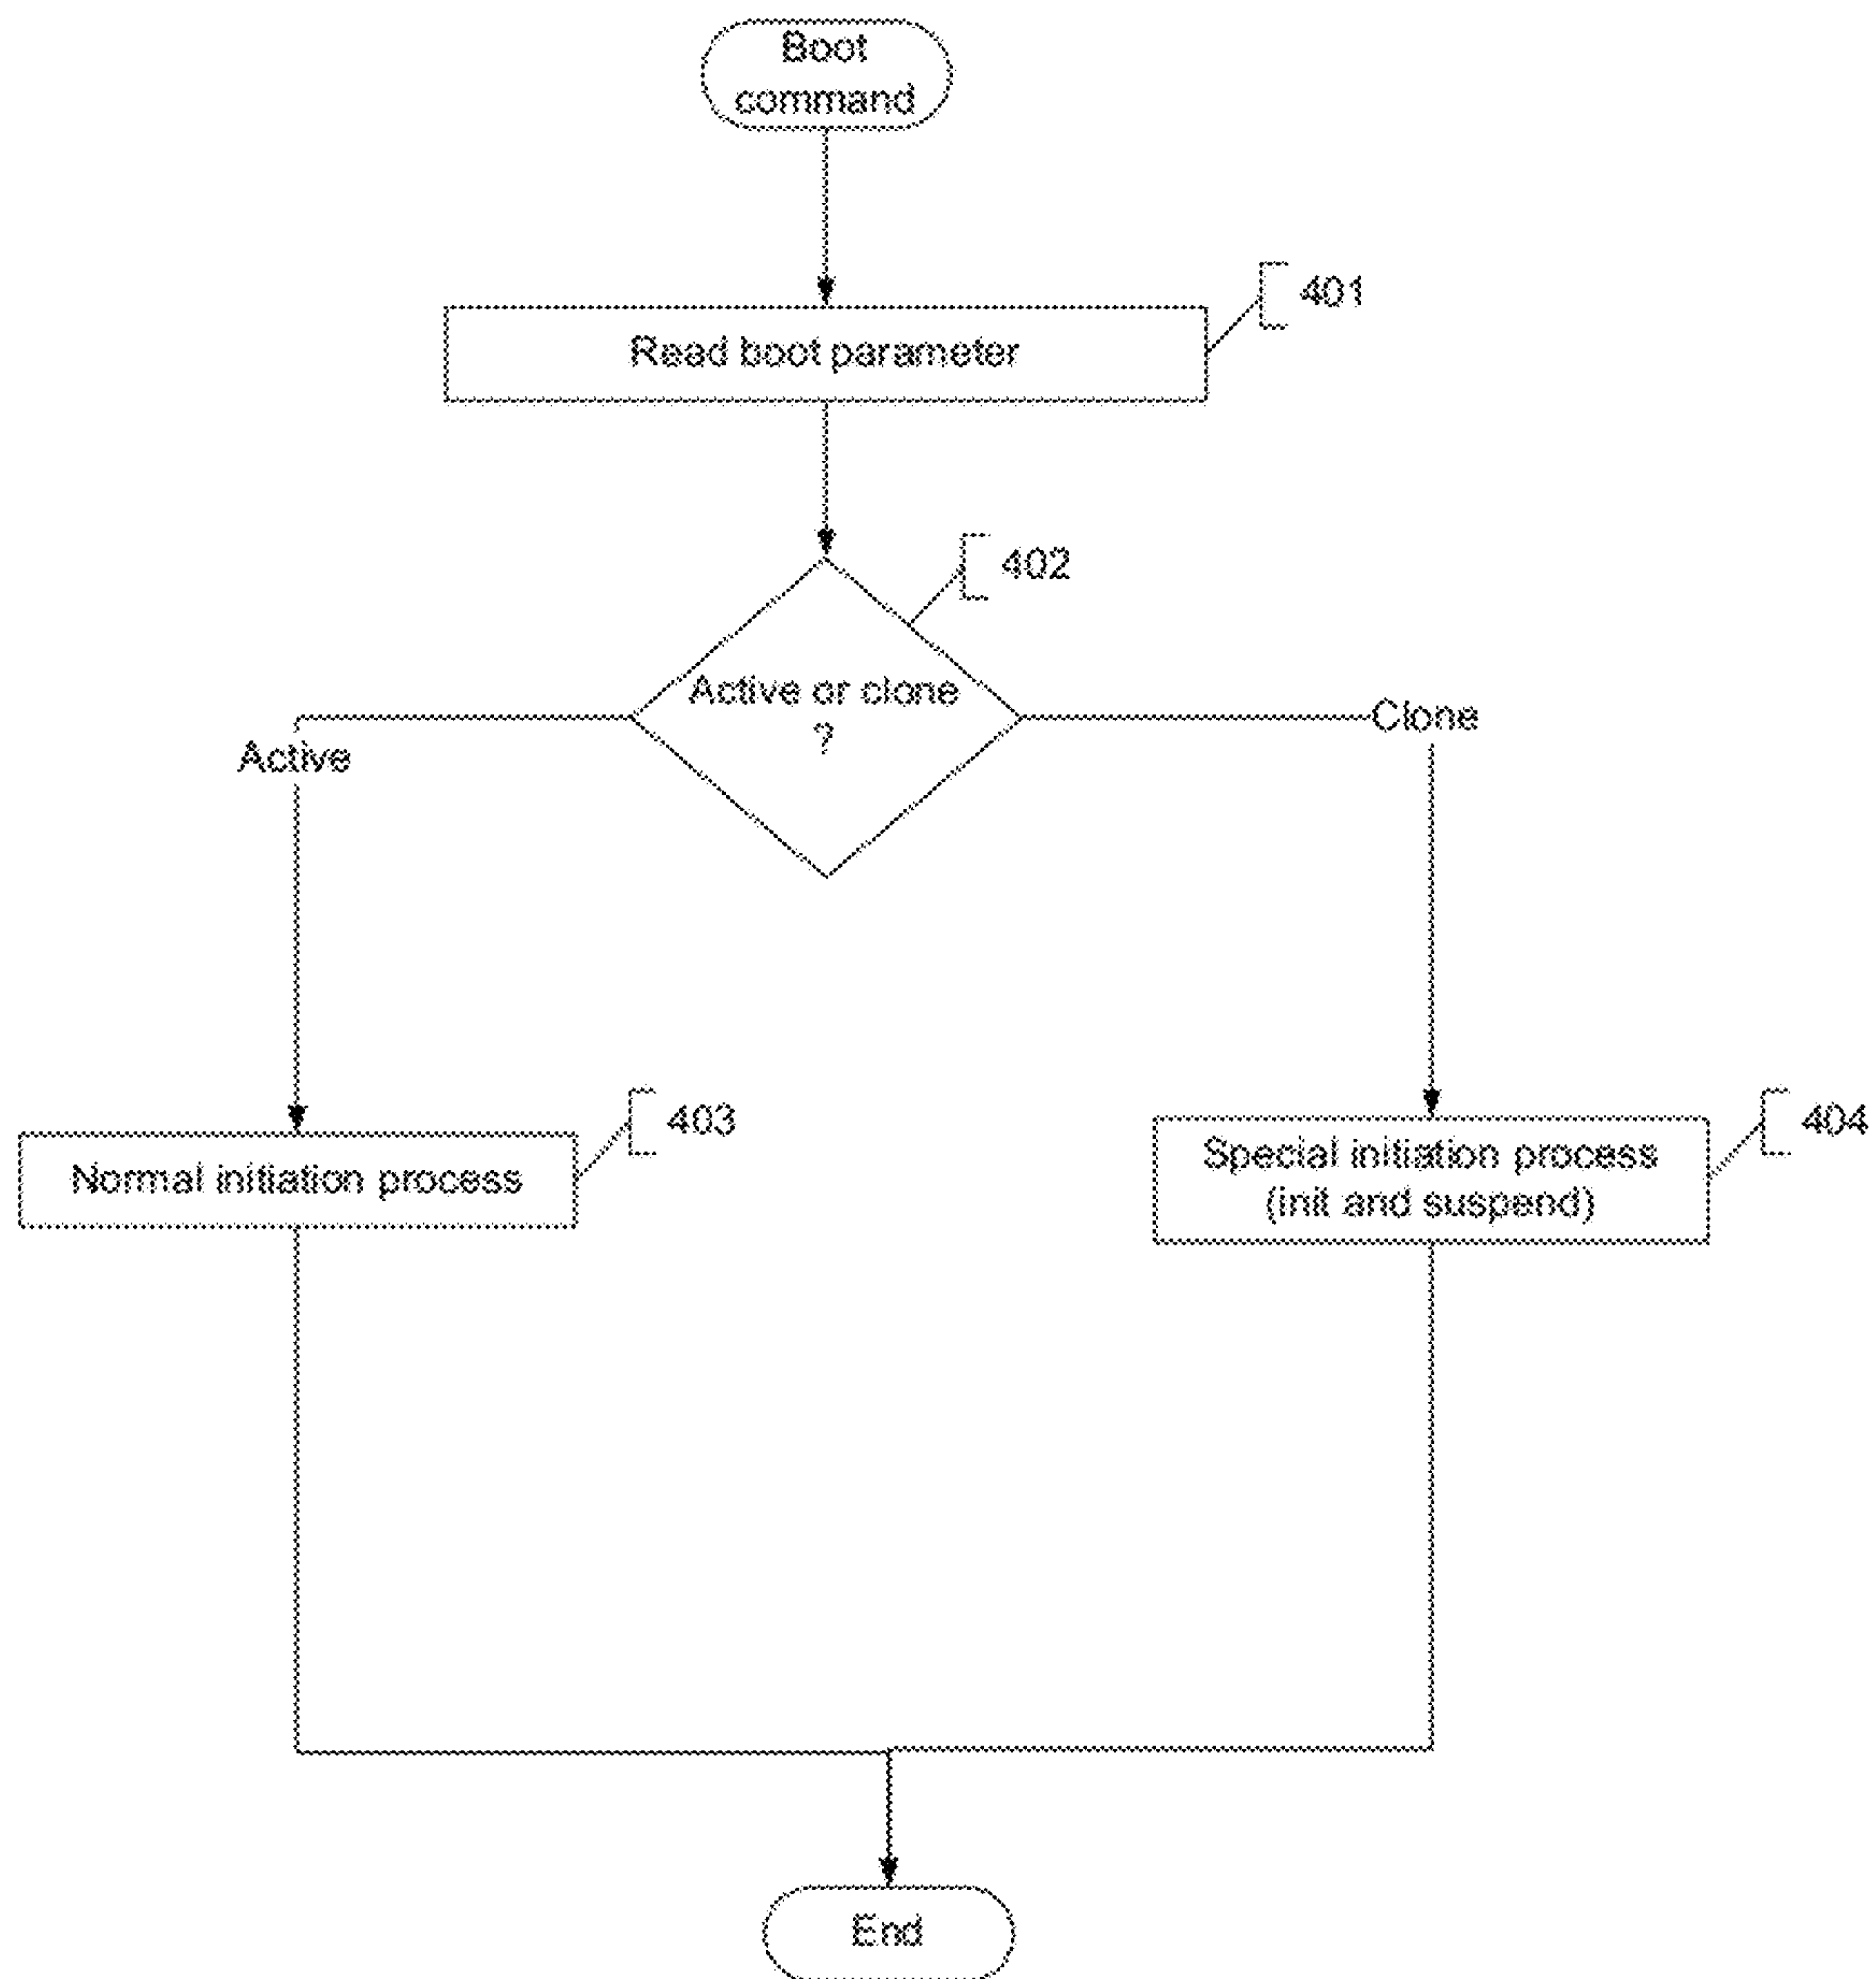 Boot
command
401
Read boot parameter
402
Active or clone
?
Active
Clone
403
Normal initiation process
404
Special initiation process
(init and suspend)
End